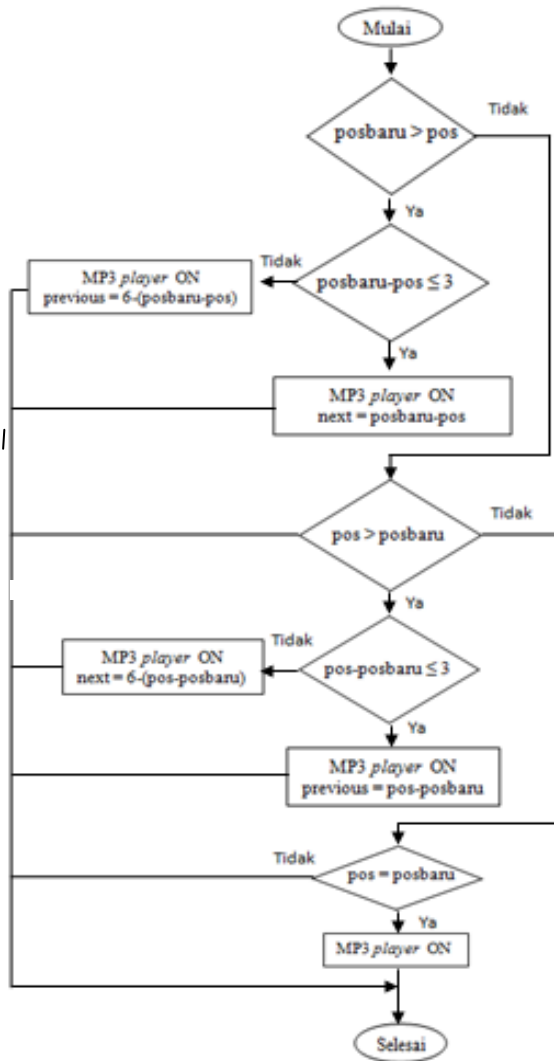 Mulai
Tidak
posbaru > pos
Ya
Tidak
MP3 player ON
previous = 6-(posbaru-pos)
posbaru-pos ≤ 3
Ya
MP3 player ON
next = posbaru-pos
Tidak
pos > posbaru
Ya
Tidak
MP3 player ON
next = 6-(pos-posbaru)
pos-posbaru ≤ 3
Ya
MP3 player ON
previous = pos-posbaru
Tidak
pos = posbaru
Ya
MP3 player ON
Selesai